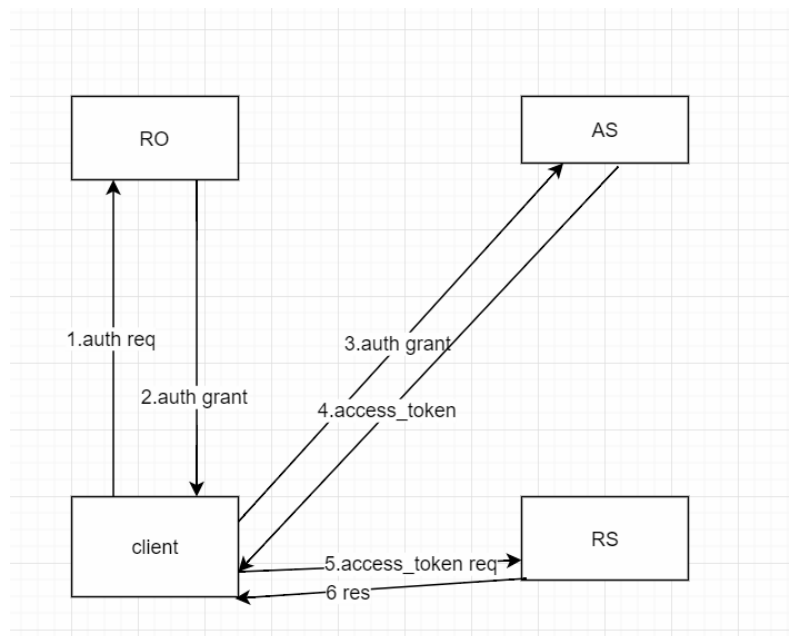 RO
AS
1.auth req
3.auth grant
2.auth grant
4.access_token
client
RS
5.access_token req
6 res